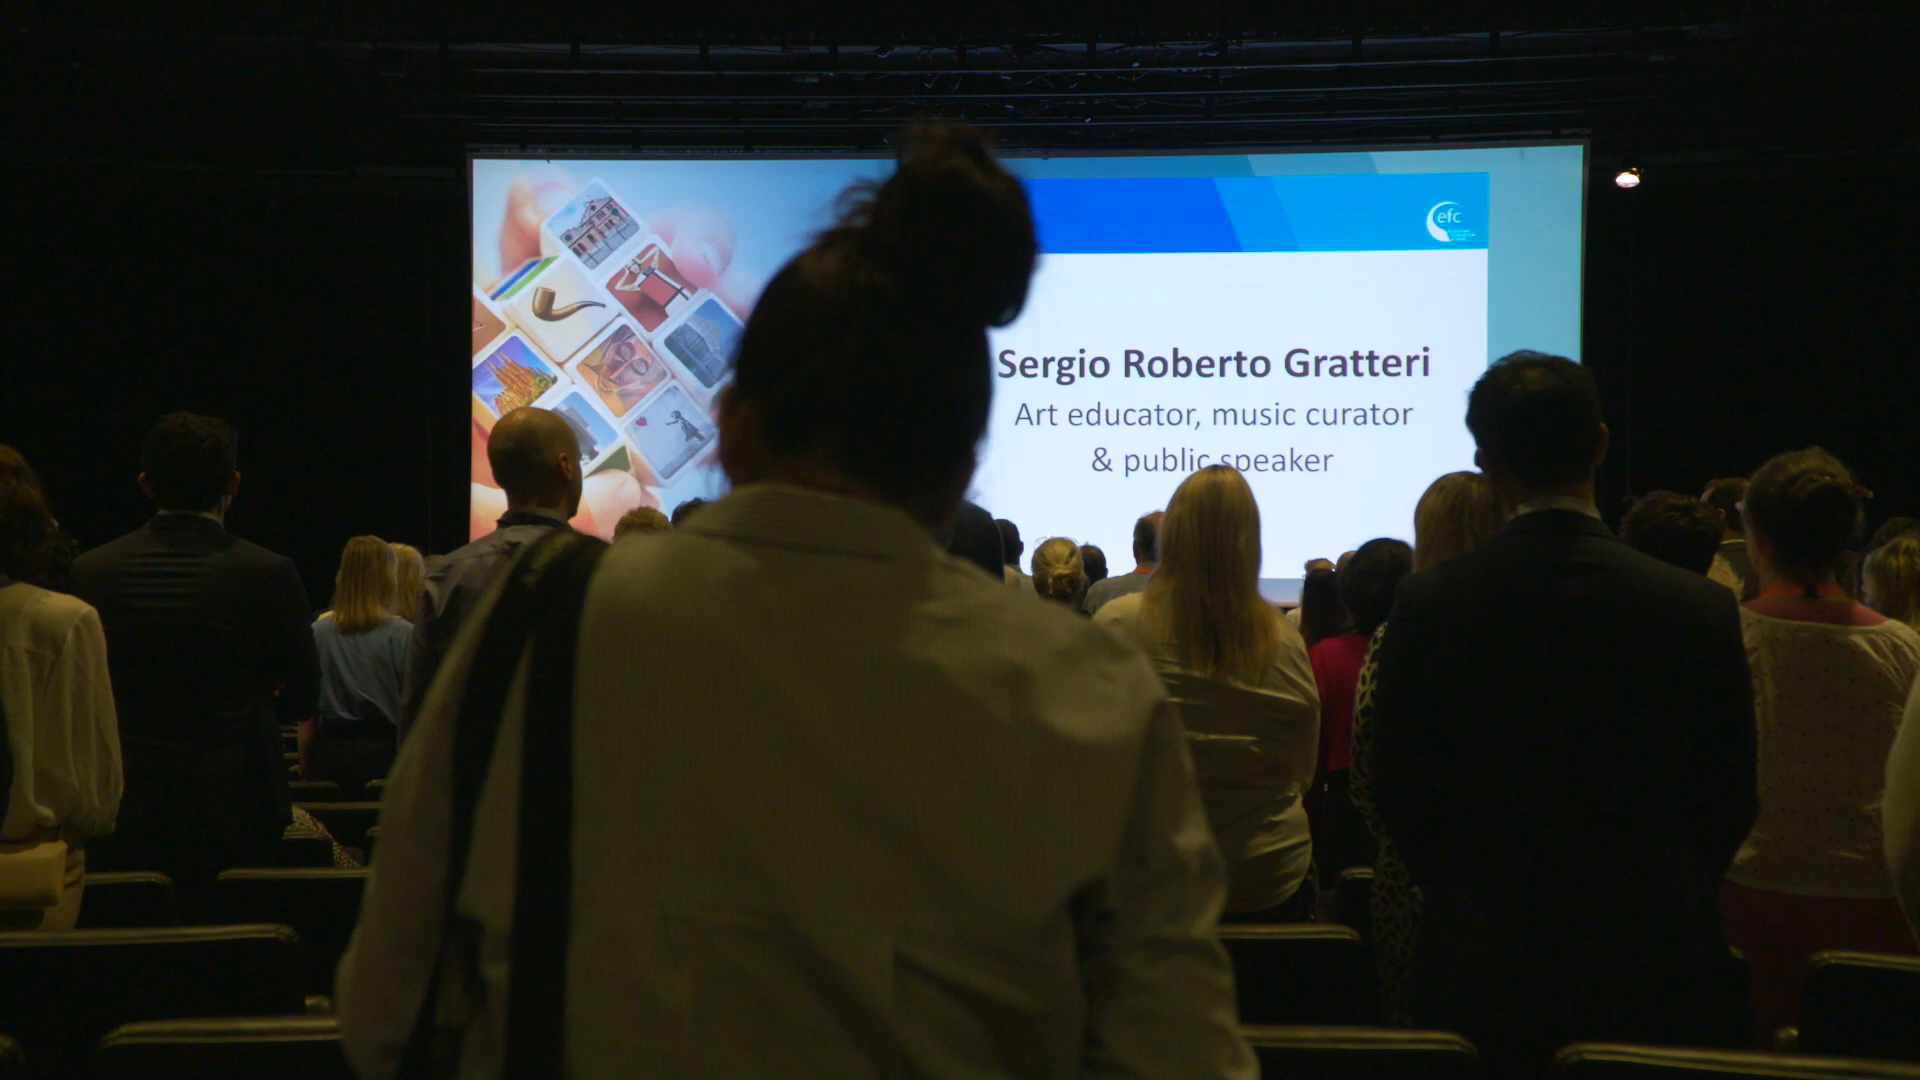 efc
Sergio Roberto Gratteri
Art educator, music curator
& public speaker